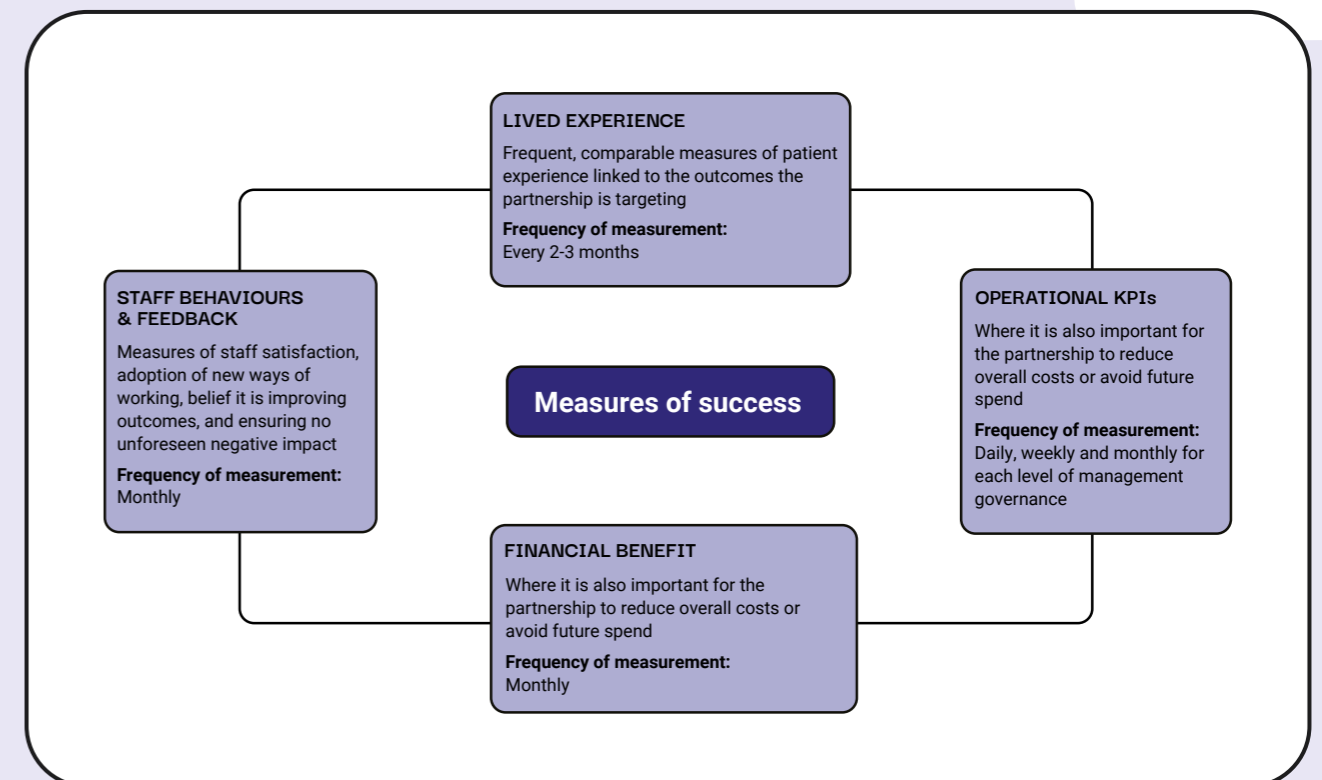 LIVED EXPERIENCE
Frequent, comparable measures of patient
experience linked to the outcomes the
partnership is targeting
Frequency of measurement:
Every 2-3 months
STAFF BEHAVIOURS
& FEEDBACK
Measures of staff satisfaction,
adoption of new ways of
working, belief it is improving
outcomes, and ensuring no
unforeseen negative impact
Frequency of measurement:
Monthly
Measures of success
OPERATIONAL KPIs
Where it is also important for
the partnership to reduce
overall costs or avoid future
spend
Frequency of measurement:
Daily, weekly and monthly for
each level of management
governance
FINANCIAL BENEFIT
Where it is also important for the
partnership to reduce overall costs or
avoid future spend
Frequency of measurement:
Monthly